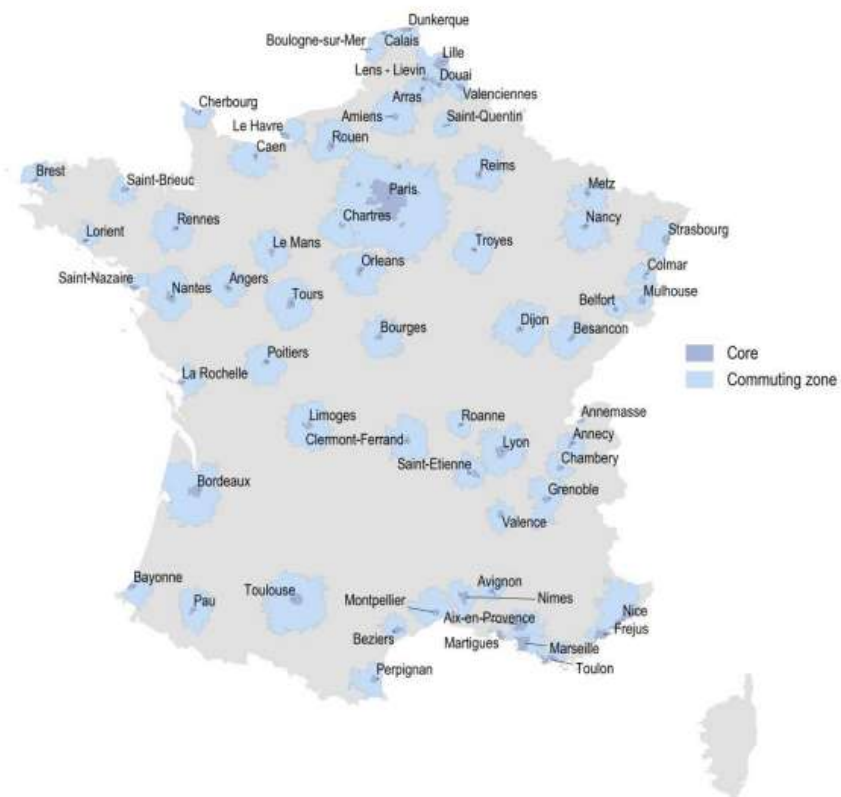 Dunkerque
Calais
Boulogne-sur-Mer
Lille
Lens - Lievin
Douai
Valenciennes
Arras
Cherbourg
Amiens
Saint-Quentin
Le Havre
Rouen
Caen
Reims
Brest
Saint-Brieuc
Paris
Metz
Rennes
Chartres
Nancy
Strasbourg
Lorient
Le Mans
Troyes
Orleans
Colmar
Saint-Nazaire
Angers
Nantes
Tours
Belfort
Mulhouse
Dijon
Bourges
Besancon
Core
Poitiers
La Rochelle
Commuting zone
Annemasse
Limoges
Roanne
Annecy
Clermont-Ferrand
Lyon
Chambery
Saint-Etienne
Bordeaux
Grenoble
Valence
Bayonne
Avignon
Toulouse
Pau
Montpellier
Nimes
Nice
Aix-en-Provence
Frejus
Beziers
Martigues
Marseille
Toulon
Perpignan